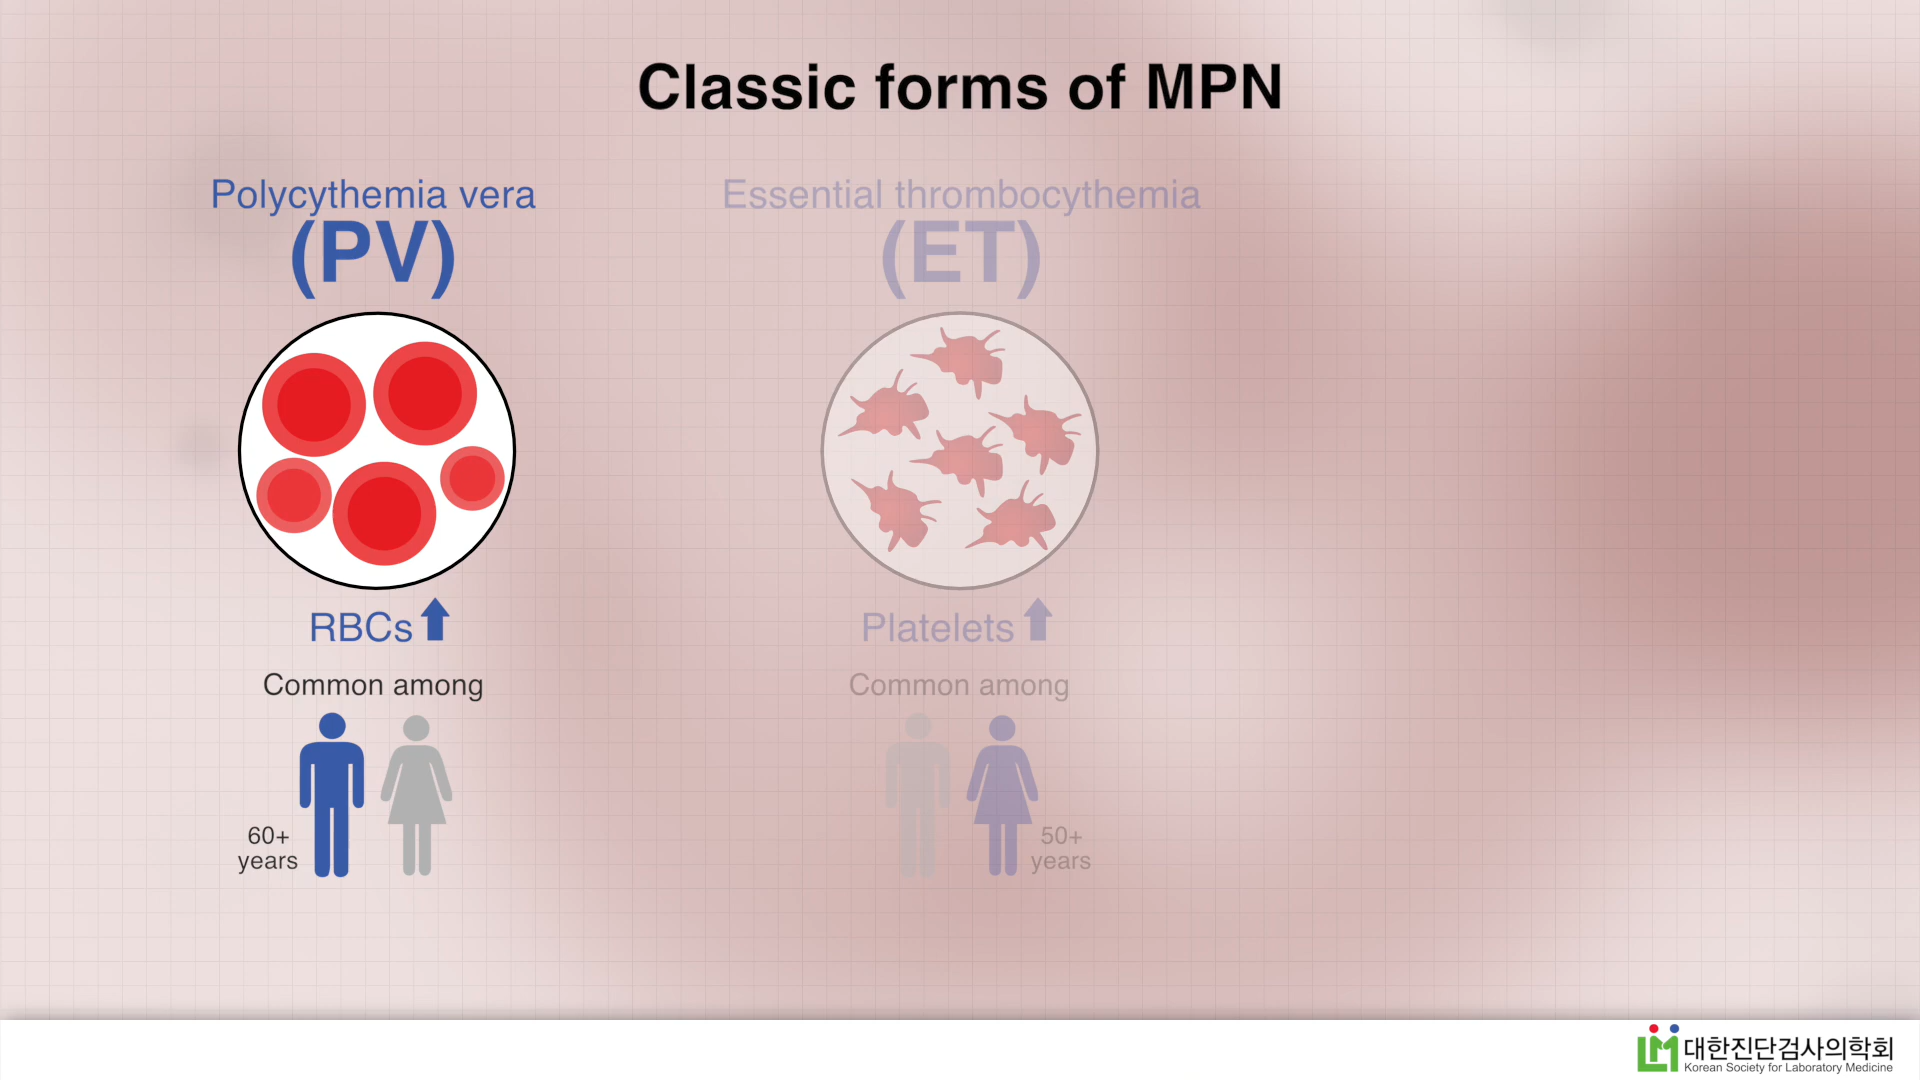 Classic forms of MPN
Polycythemia vera
(PV)
RBCs
Common among
60+
years
Essential thrombocythemia
(ET)
Platelets
Common among
50+
years
대한진단검사의학회
Korean Society for Laboratory Medicine